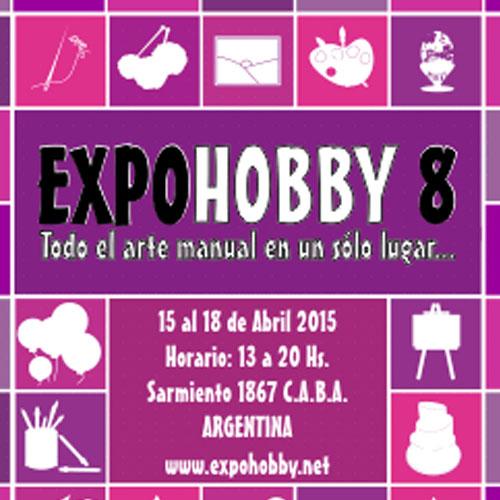 EXPOHOBBY 8
Todo el arte manual en un sólo lugar...
15 al 18 de Abril 2015
Horario: 13 a 20 Hs.
Sarmiento 1867 C.A.B.A.
ARGENTINA
www.expohobby.net